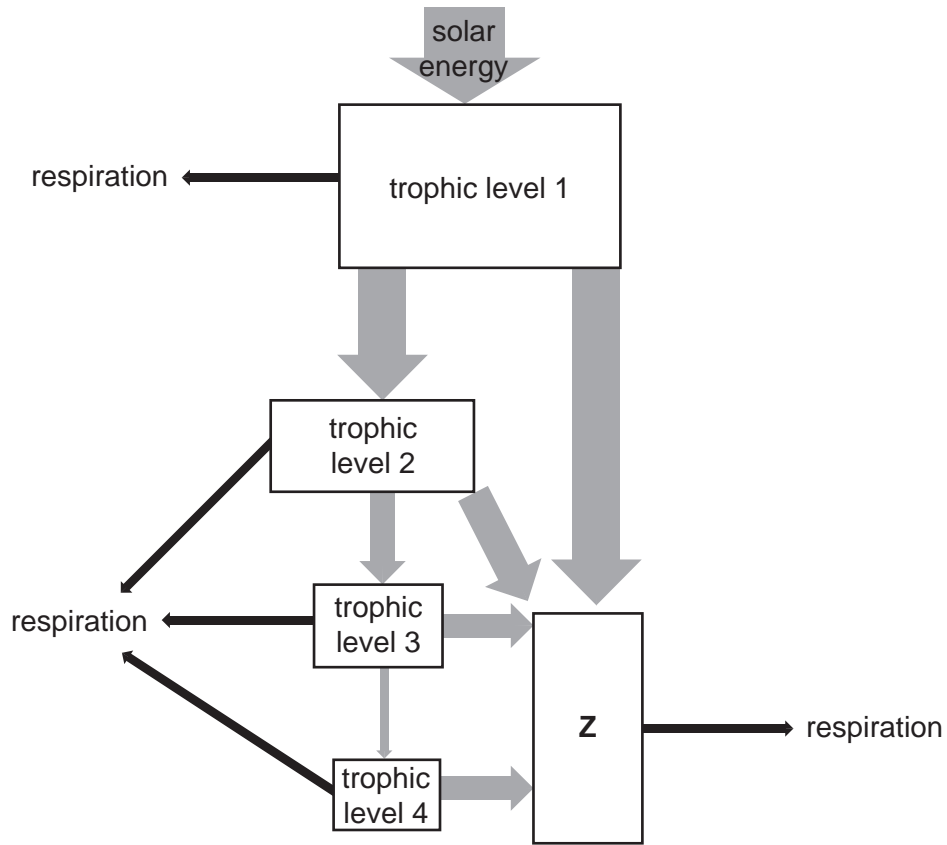 solar
energy
respiration
trophic level 1
trophic
level 2
respiration
trophic
level 3
Z
respiration
trophic
level 4